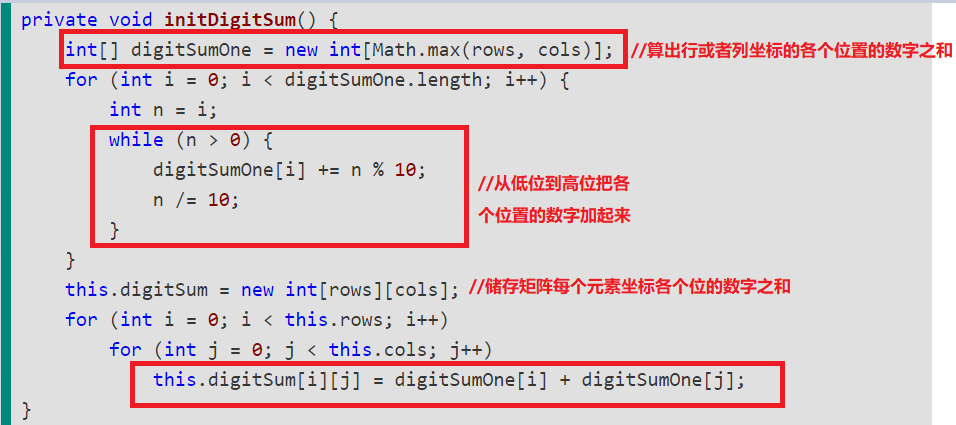 private void initDigitSum() {
int[] digitSumOne = new int[Math.max(rows, cols)]; //算出行或者列坐标的各个位置的数字之和
for (int i = 0; i < digitSumOne.length; i++) {
int n = i;
while (n > 0) {
digitSumOne[i] += n % 10;
n /= 10;
}
//从低位到高位把各
个位置的数字加起来
}
this.digitSum = new int[rows][cols]; //储存矩阵每个元素坐标各个位的数字之和
for (int i = 0; i < this.rows; i++)
for (int j = 0; j < this.cols; j++)
this.digitSum[i][j] = digitSumOne[i] + digitSumOne[j];
}